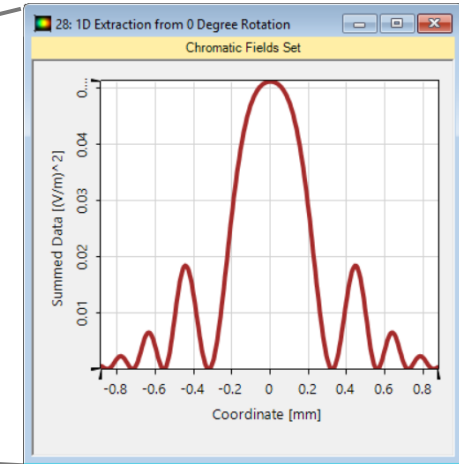 28: 1D Extraction from 0 Degree Rotation
Chromatic Fields Set
Summed Data [(V/m)^2]
0...
0.04
0.03
0.02
0.01
-0.8 -0.6 -0.4 -0.2 0 0.2 0.4 0.6 0.8
Coordinate [mm]